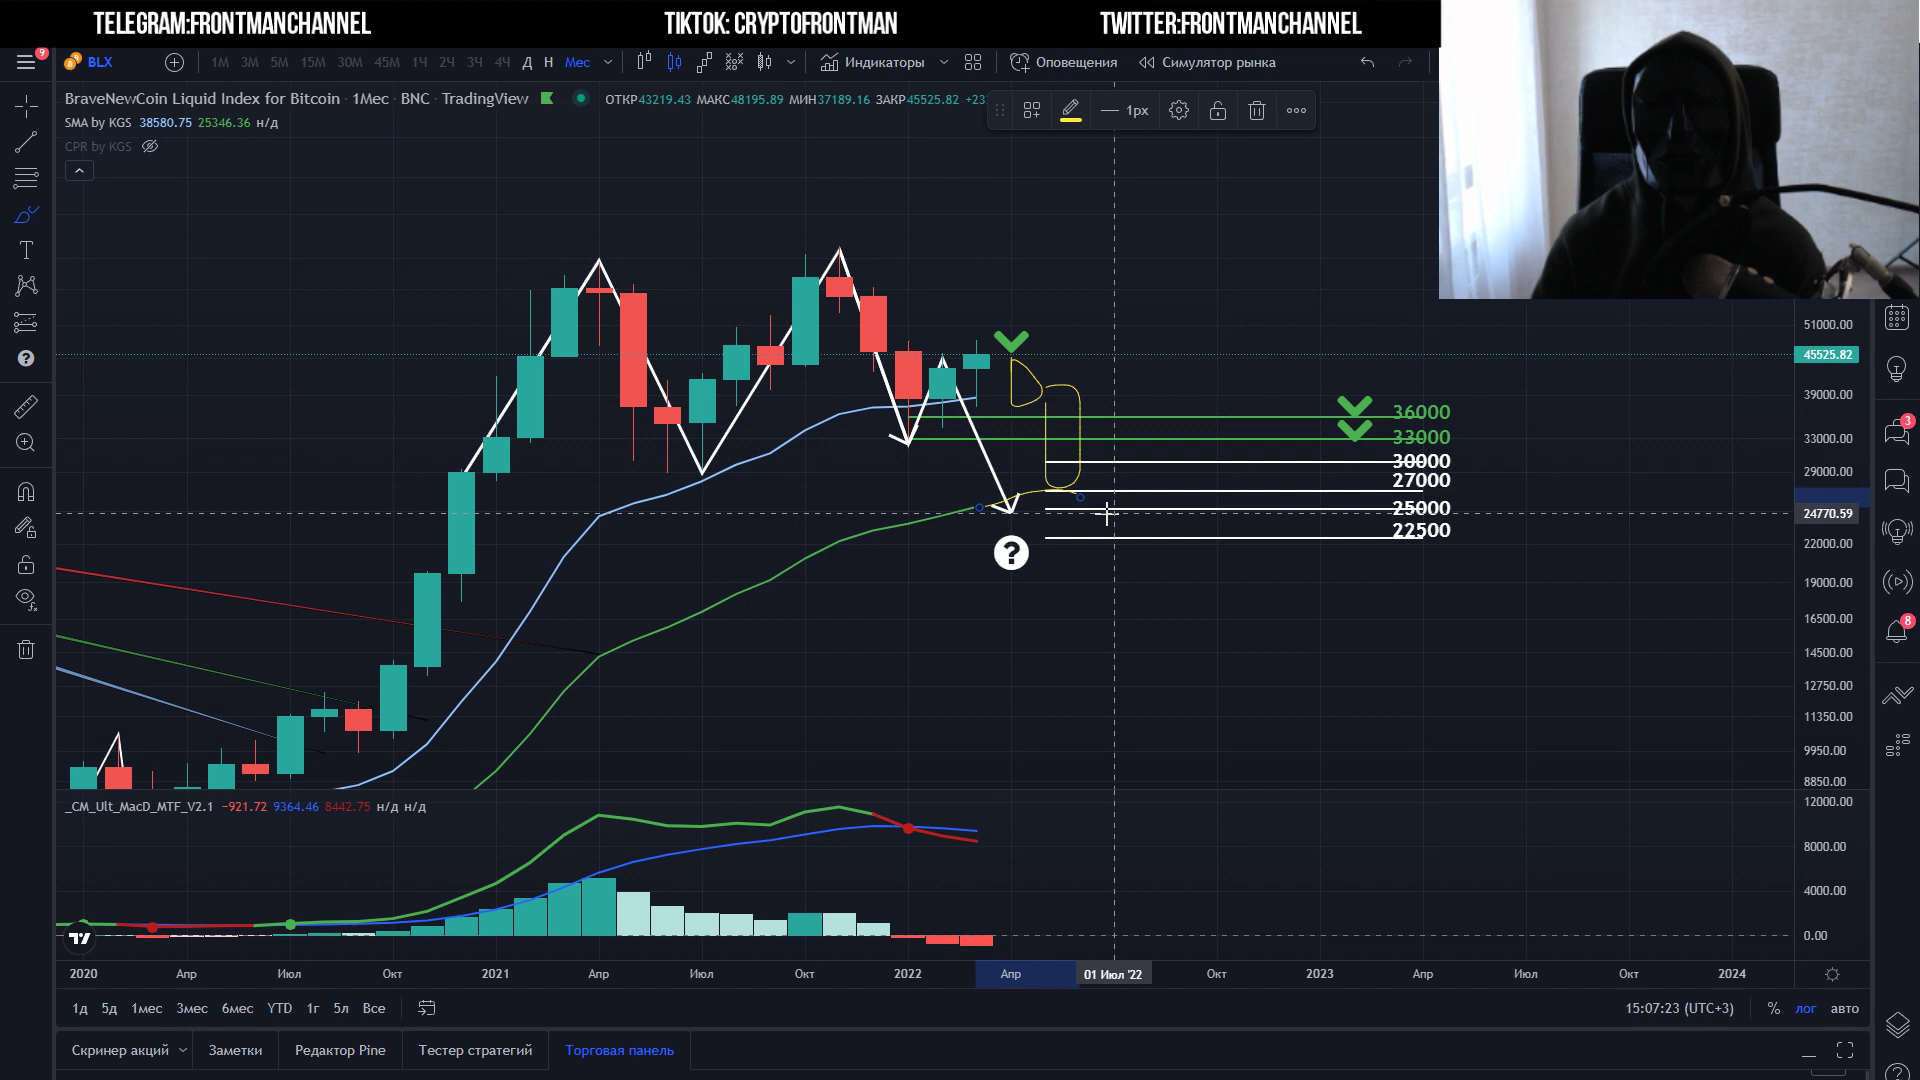 TELEGRAM:FRONTMANCHANNEL TIKTOK: CRYPTOFRONTMAN TWITTER:FRONTMANCHANNEL
9 BLX 1М 3М 5М 15М 30М 45М 1Ч 2Ч 3Ч 4Ч Д Н Мес Индикаторы Оповещения Симулятор рынка
BraveNewCoin Liquid Index for Bitcoin · 1Мес · BNC · TradingView ОТКР43219.43 МАКС48195.89 МИН37189.16 ЗАКР45525.82
1px
SMA by KGS 38580.75 25346.36 н/д
CPR by KGS
51000.00
45525.82
39000.00
36000
33000
33000.00
30000
29000.00
27000
25000
24770.59
22500
22000.00
?
19000.00
16500.00
14500.00
12750.00
11350.00
9950.00
8850.00
3
8
_CM_Ult_MacD_MTF_V2.1 −921.72 9364.46 8442.75 н/д н/д
12000.00
8000.00
4000.00
0.00
2020 Апр Июл Окт 2021 Апр Июл Окт 2022 Апр 01 Июл '22 Окт 2023 Апр Июл Окт 2024
1д 5д 1мес 3мес 6мес YTD 1г 5л Все 15:07:23 (UTC+3) % лог авто
Скринер акций Заметки Редактор Pine Тестер стратегий Торговая панель